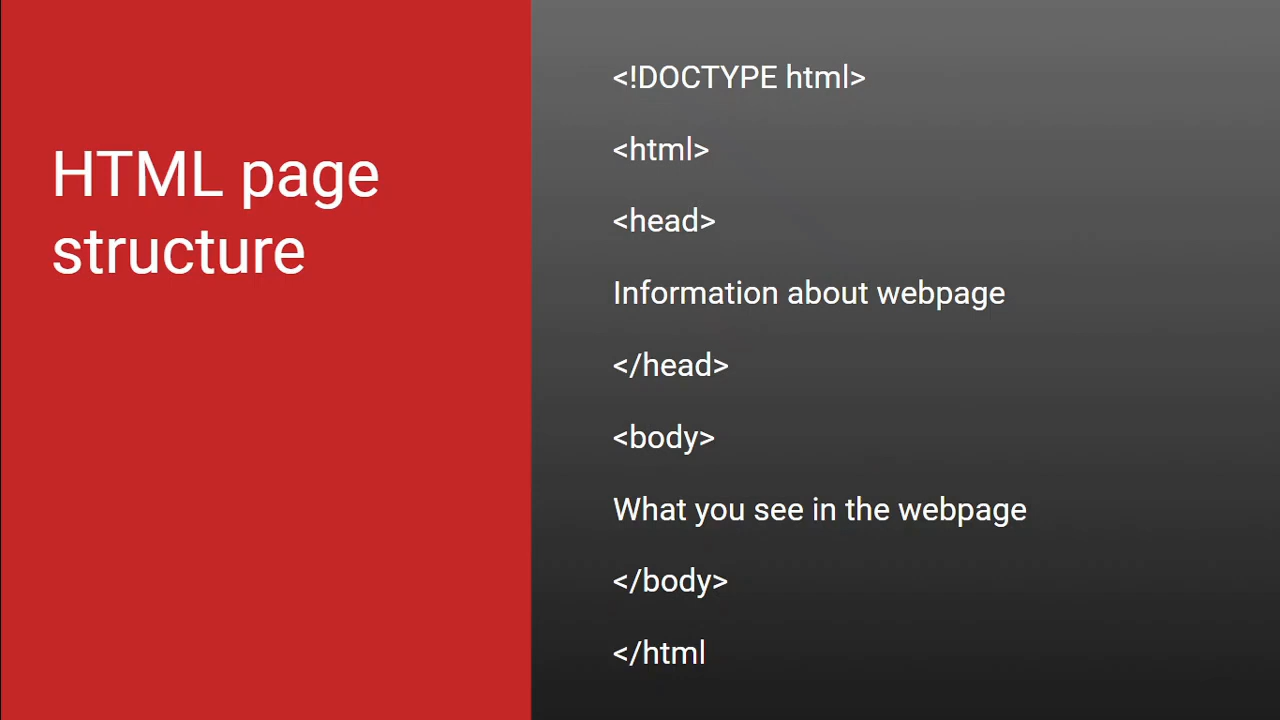 HTML page
structure
<!DOCTYPE html>
<html>
<head>
Information about webpage
</head>
<body>
What you see in the webpage
</body>
</html